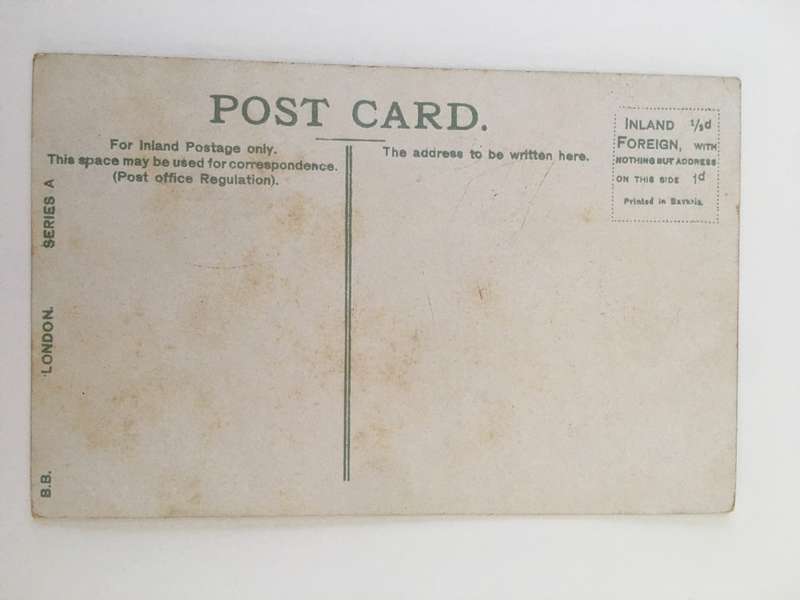 POST CARD.
For Inland Postage only.
This space may be used for correspondence.
(Post office Regulation).
The address to be written here.
INLAND ½d
FOREIGN, WITH
NOTHING BUT ADDRESS
ON THIS SIDE 1d
Printed in Bavaria.
B.B. LONDON. SERIES A